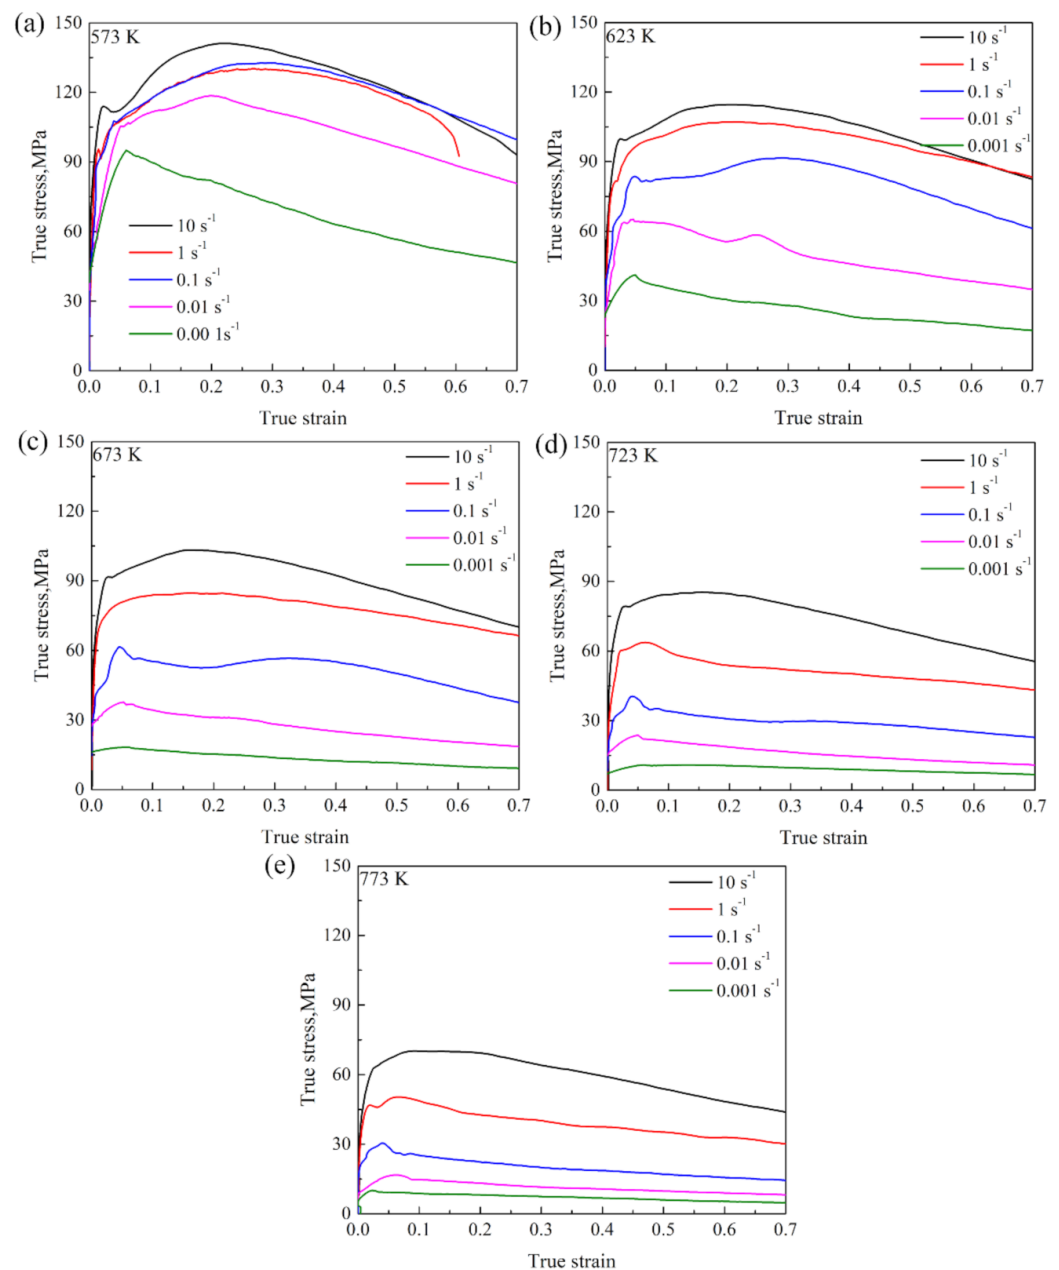 (a)
573 K
True stress,MPa
150
120
90
60
30
0
10 s⁻¹
1 s⁻¹
0.1 s⁻¹
0.01 s⁻¹
0.00 1s⁻¹
0.0 0.1 0.2 0.3 0.4 0.5 0.6 0.7
True strain
(b)
623 K
True stress,MPa
150
120
90
60
30
0
10 s⁻¹
1 s⁻¹
0.1 s⁻¹
0.01 s⁻¹
0.001 s⁻¹
0.0 0.1 0.2 0.3 0.4 0.5 0.6 0.7
True strain
(c)
673 K
True stress,MPa
150
120
90
60
30
0
10 s⁻¹
1 s⁻¹
0.1 s⁻¹
0.01 s⁻¹
0.001 s⁻¹
0.0 0.1 0.2 0.3 0.4 0.5 0.6 0.7
True strain
(d)
723 K
True stress,MPa
150
120
90
60
30
0
10 s⁻¹
1 s⁻¹
0.1 s⁻¹
0.01 s⁻¹
0.001 s⁻¹
0.0 0.1 0.2 0.3 0.4 0.5 0.6 0.7
True strain
(e)
773 K
True stress,MPa
150
120
90
60
30
0
10 s⁻¹
1 s⁻¹
0.1 s⁻¹
0.01 s⁻¹
0.001 s⁻¹
0.0 0.1 0.2 0.3 0.4 0.5 0.6 0.7
True strain